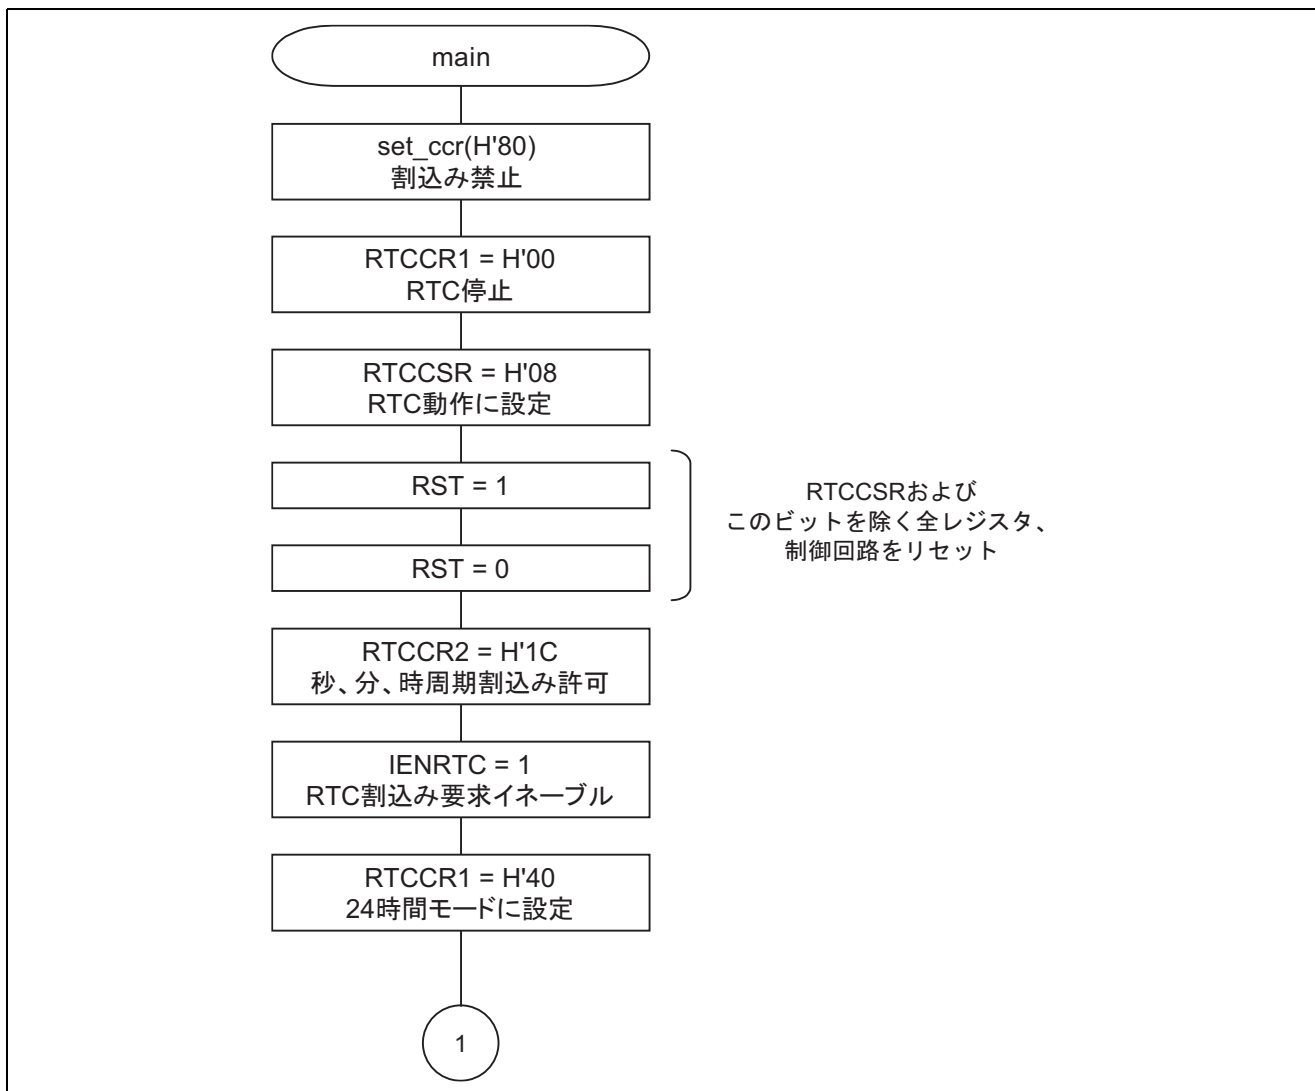 main
set_ccr(H'80)
割込み禁止
RTCCR1 = H'00
RTC停止
RTCCSR = H'08
RTC動作に設定
RST = 1
RST = 0
RTCCSRおよび
このビットを除く全レジスタ、
制御回路をリセット
RTCCR2 = H'1C
秒、分、時周期割込み許可
IENRTC = 1
RTC割込み要求イネーブル
RTCCR1 = H'40
24時間モードに設定
1